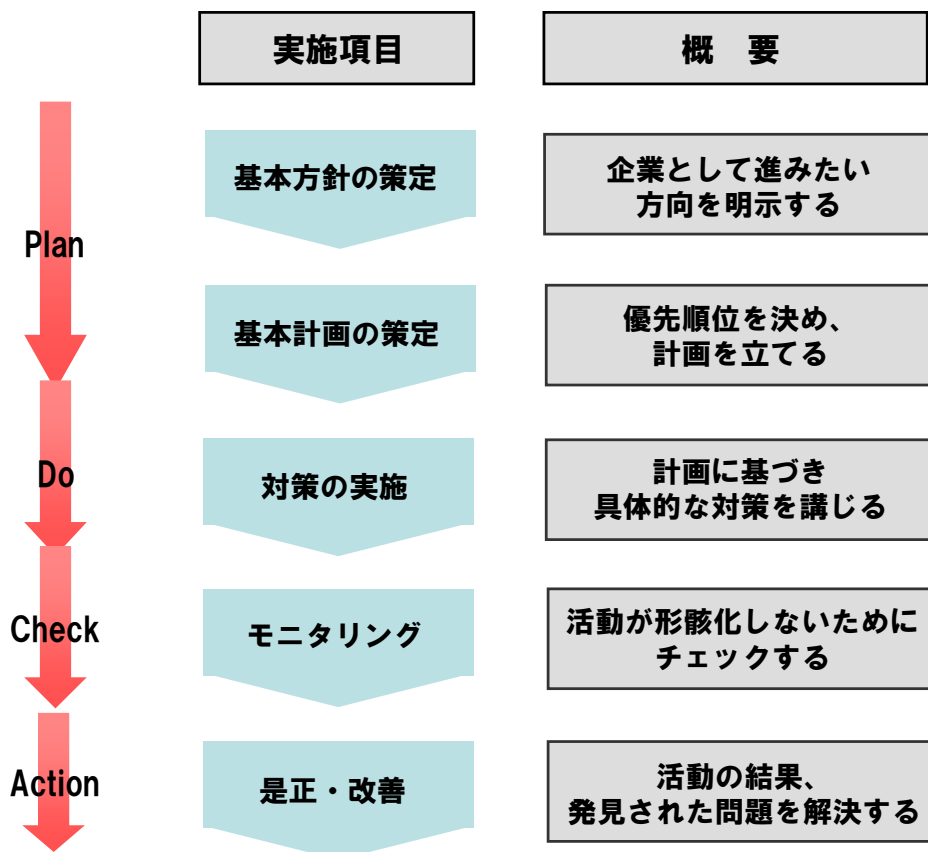 実施項目
概　要
Plan
基本方針の策定
企業として進みたい
方向を明示する
基本計画の策定
優先順位を決め、
計画を立てる
Do
対策の実施
計画に基づき
具体的な対策を講じる
Check
モニタリング
活動が形骸化しないために
チェックする
Action
是正・改善
活動の結果、
発見された問題を解決する